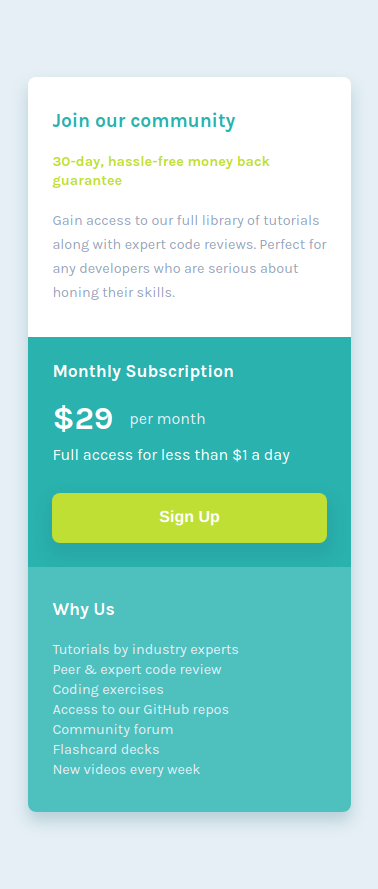 Join our community
30-day, hassle-free money back
guarantee
Gain access to our full library of tutorials
along with expert code reviews. Perfect for
any developers who are serious about
honing their skills.
Monthly Subscription
$29 per month
Full access for less than $1 a day
Sign Up
Why Us
Tutorials by industry experts
Peer & expert code review
Coding exercises
Access to our GitHub repos
Community forum
Flashcard decks
New videos every week